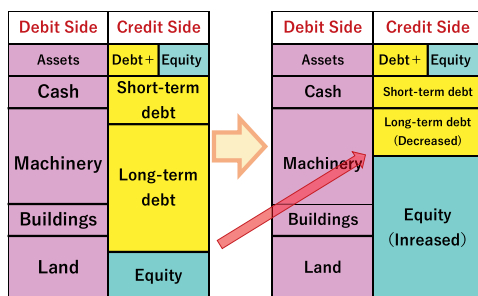 Debit Side
Credit Side
Assets
Debt+
Equity
Cash
Short-term
debt
Machinery
Long-term
debt
Buildings
Land
Equity
Debit Side
Credit Side
Assets
Debt+
Equity
Cash
Short-term debt
Long-term debt
(Decreased)
Machinery
Buildings
Equity
(Inreased)
Land